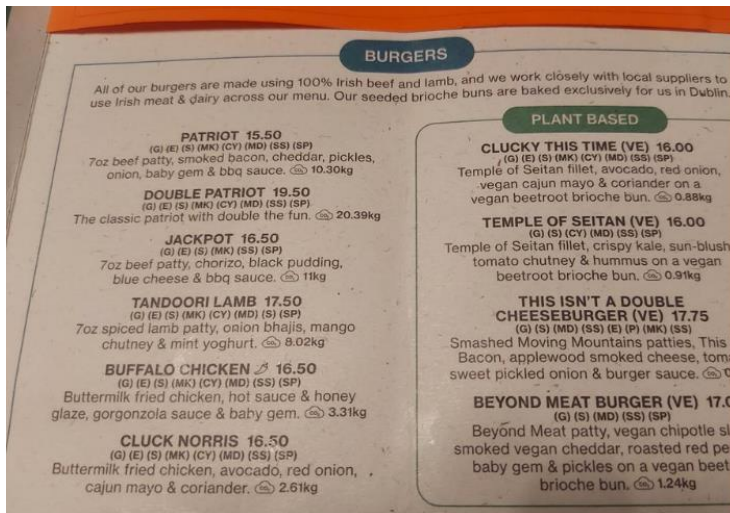 BURGERS
All of our burgers are made using 100% Irish beef and lamb, and we work closely with local suppliers to
use Irish meat & dairy across our menu. Our seeded brioche buns are baked exclusively for us in Dublin.
PATRIOT 15.50
(G) (E) (S) (MK) (CY) (MD) (SS) (SP)
7oz beef patty, smoked bacon, cheddar, pickles,
onion, baby gem & bbq sauce. 10.30kg
DOUBLE PATRIOT 19.50
(G) (E) (S) (MK) (CY) (MD) (SS) (SP)
The classic patriot with double the fun. 20.39kg
JACKPOT 16.50
(G) (E) (S) (MK) (SS) (SP)
7oz beef patty, chorizo, black pudding,
blue cheese & bbq sauce. 11kg
TANDOORI LAMB 17.50
(G) (E) (S) (MK) (CY) (MD) (S) (SP)
7oz spiced lamb patty, onion bhajis, mango
chutney & mint yoghurt. 8.02kg
BUFFALO CHICKEN 16.50
(G) (E) (S) (MK) (CY) (MD) (SS) (SP)
Buttermilk fried chicken, hot sauce & honey
glaze, gorgonzola sauce & baby gem. 3.31kg
CLUCK NORRIS 16.50
(G) (E) (S) (MK) (CY) (MD) (SS) (SP)
Buttermilk fried chicken, avocado, red onion,
cajun mayo & coriander. 2.61kg
PLANT BASED
CLUCKY THIS TIME (VE) 16.00
(G) (E) (S) (MK) (CY) (MD) (SS) (SP)
Temple of Seitan fillet, avocado, red onion,
vegan cajun mayo & coriander on a
vegan beetroot brioche bun. 0.88kg
TEMPLE OF SEITAN (VE) 16.00
(G) (S) (CY) (MD) (SS) (SP)
Temple of Seitan fillet, crispy kale, sun-blush
tomato chutney & hummus on a vegan
beetroot brioche bun. 0.91kg
THIS ISN'T A DOUBLE
CHEESEBURGER (VE) 17.75
(G) (S) (MD) (SS) (E) (P) (MK) (SS)
Smashed Moving Mountains patties, This
Bacon, applewood smoked cheese, tom
sweet pickled onion & burger sauce.
BEYOND MEAT BURGER (VE) 17.0
(G) (S) (MD) (SS) (SP)
Beyond Meat patty, vegan chipotle sl
smoked vegan cheddar, roasted red pe
baby gem & pickles on a vegan beet
brioche bun. 1.24kg